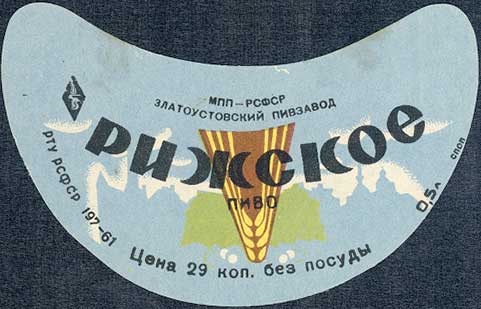 МПП-РСФСР
ЗЛАТОУСТОВСКИЙ ПИВЗАВОД
РИЖСКОЕ
ПИВО
РТУ РСФСР 197-61
Цена 29 коп. без посуды
0,5л